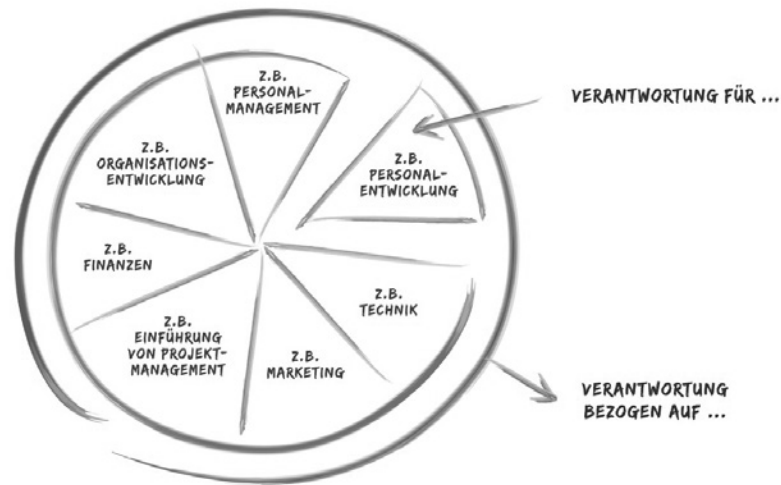 Z.B.
PERSONAL-
MANAGEMENT
VERANTWORTUNG FÜR ...
Z.B.
ORGANISATIONS-
ENTWICKLUNG
Z.B.
PERSONAL-
ENTWICKLUNG
Z.B.
FINANZEN
Z.B.
TECHNIK
Z.B.
EINFÜHRUNG
VON PROJEKT-
MANAGEMENT
Z.B.
MARKETING
VERANTWORTUNG
BEZOGEN AUF ...